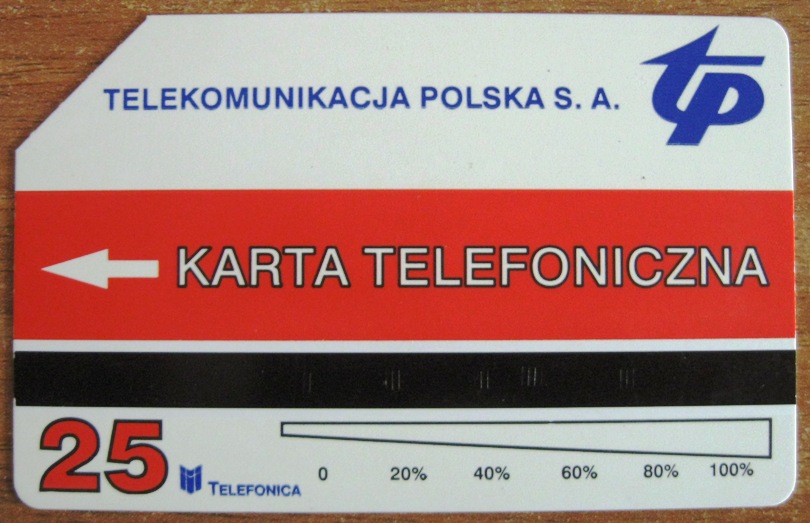 TELEKOMUNIKACJA POLSKA S. A.
tp
KARTA TELEFONICZNA
25
TELEFONICA
0 20% 40% 60% 80% 100%